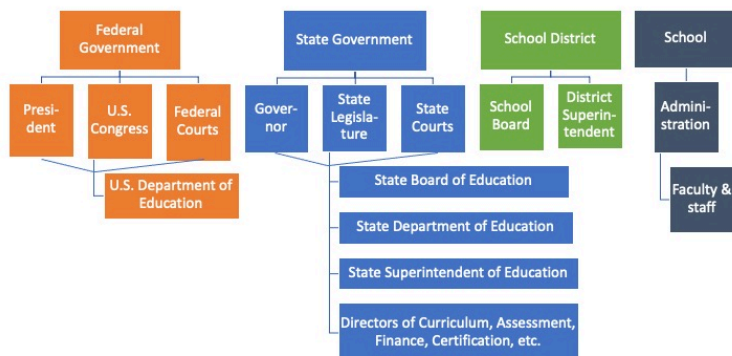 Federal
Government
Presi-
dent
U.S.
Congress
Federal
Courts
U.S. Department of
Education
State Government
Gover-
nor
State
Legisla-
ture
State
Courts
State Board of Education
State Department of Education
State Superintendent of Education
Directors of Curriculum, Assessment,
Finance, Certification, etc.
School District
School
Board
District
Superin-
tendent
School
Admini-
stration
Faculty &
staff